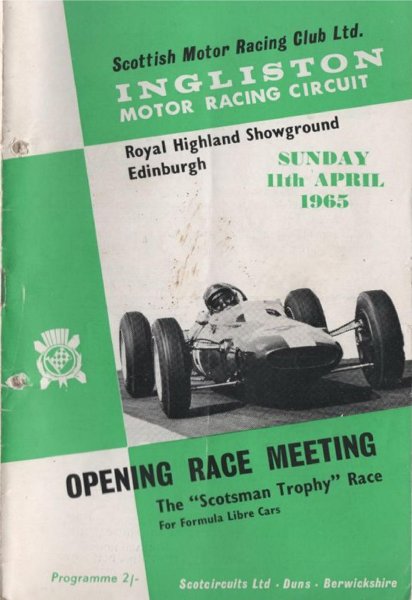 Scottish Motor Racing Club Ltd.
INGLISTON
MOTOR RACING CIRCUIT
Royal Highland Showground
Edinburgh
SUNDAY
11th APRIL
1965
OPENING RACE MEETING
The "Scotsman Trophy" Race
For Formula Libre Cars
Programme 2/-
Scotcircuits Ltd · Duns · Berwickshire